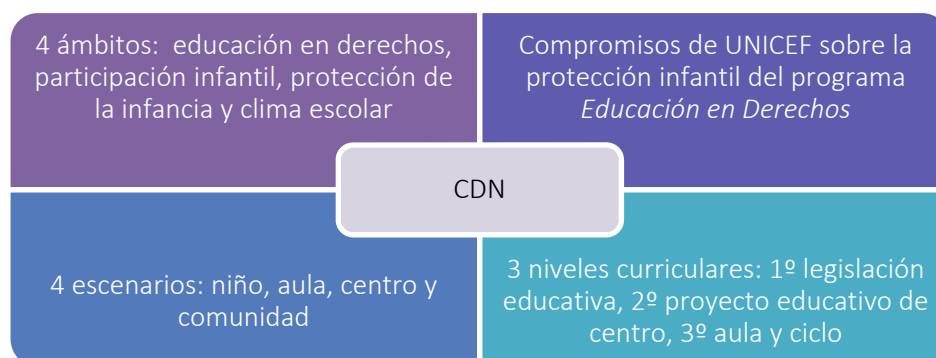 4 ámbitos: educación en derechos,
participación infantil, protección de
la infancia y clima escolar
Compromisos de UNICEF sobre la
protección infantil del programa
Educación en Derechos
CDN
4 escenarios: niño, aula, centro y
comunidad
3 niveles curriculares: 1º legislación
educativa, 2º proyecto educativo de
centro, 3º aula y ciclo